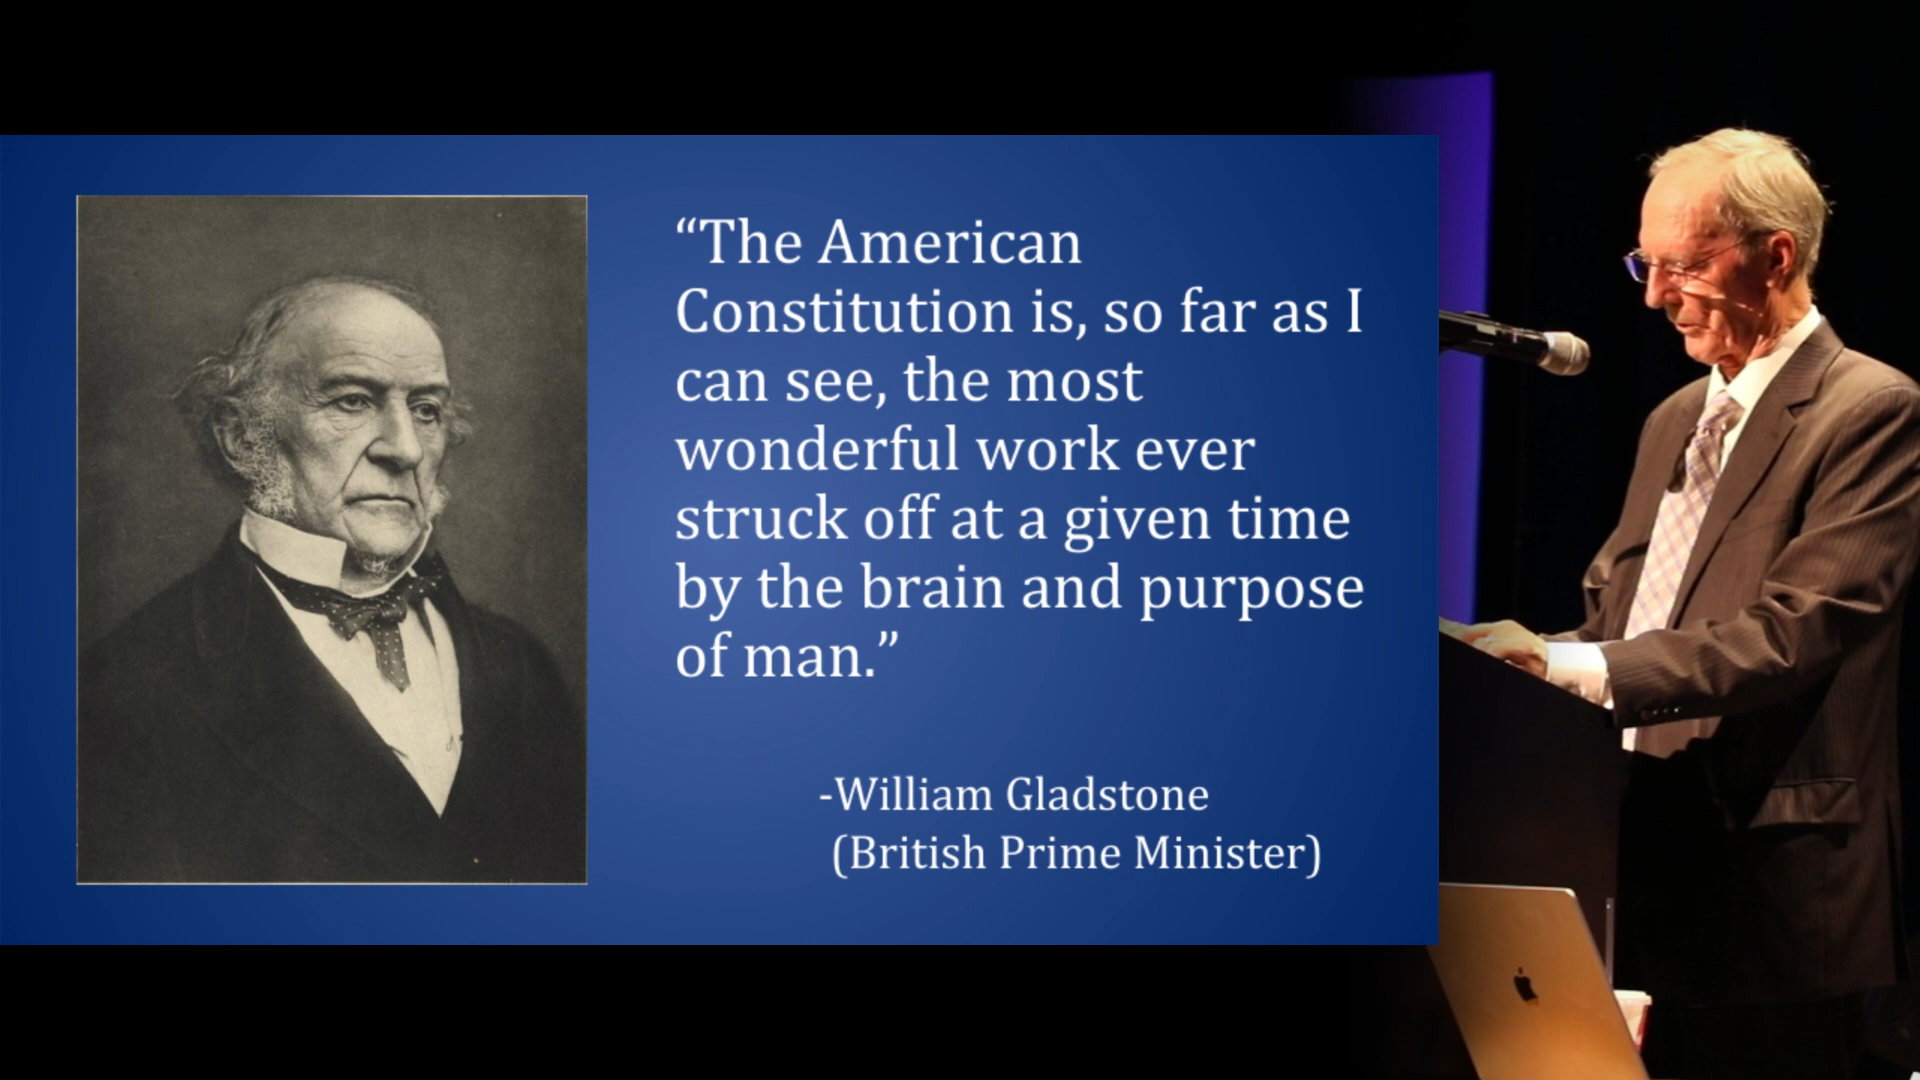 “The American
Constitution is, so far as I
can see, the most
wonderful work ever
struck off at a given time
by the brain and purpose
of man.”
-William Gladstone
(British Prime Minister)